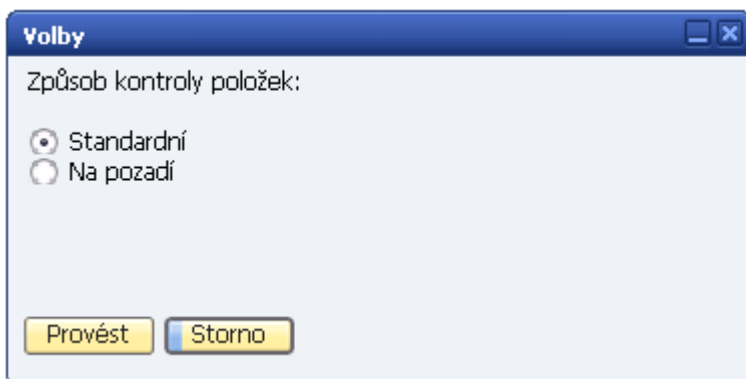 Volby
Způsob kontroly položek:
Standardní
Na pozadí
Provést Storno